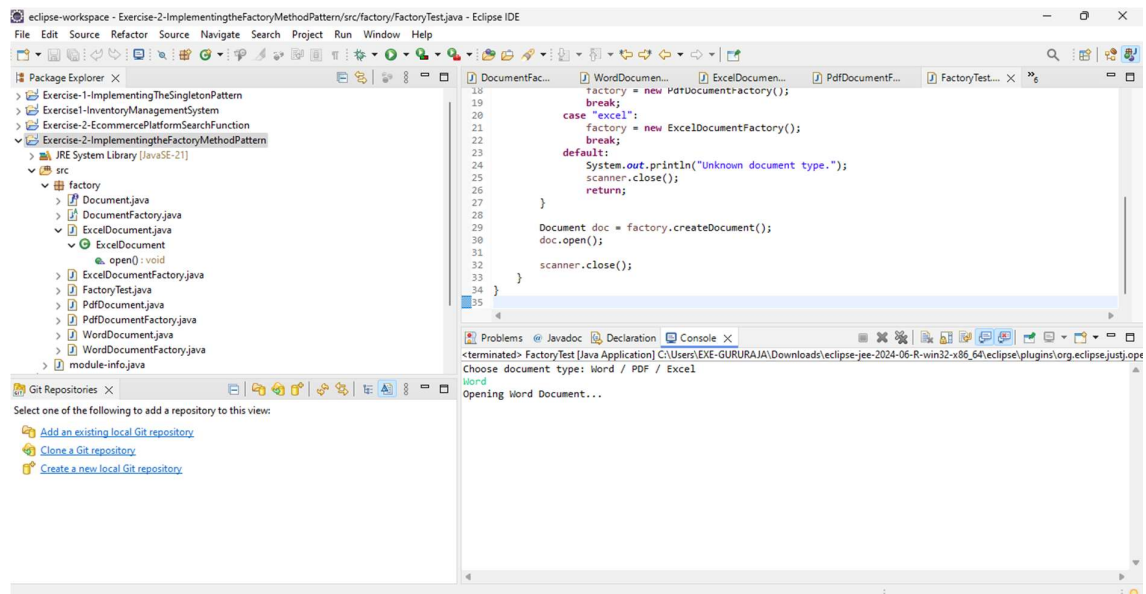 eclipse-workspace - Exercise-2-ImplementingtheFactoryMethodPattern/src/factory/FactoryTest.java - Eclipse IDE
File Edit Source Refactor Source Navigate Search Project Run Window Help
Package Explorer
Exercise-1-ImplementingTheSingletonPattern
Exercise1-InventoryManagementSystem
Exercise-2-EcommercePlatformSearchFunction
Exercise-2-ImplementingtheFactoryMethodPattern
JRE System Library [JavaSE-21]
src
factory
Document.java
DocumentFactory.java
ExcelDocument.java
ExcelDocument
open() : void
ExcelDocumentFactory.java
FactoryTest.java
PdfDocument.java
PdfDocumentFactory.java
WordDocument.java
WordDocumentFactory.java
module-info.java
Git Repositories
Select one of the following to add a repository to this view:
Add an existing local Git repository
Clone a Git repository
Create a new local Git repository
DocumentFac... WordDocumen... ExcelDocumen... PdfDocumentF... FactoryTest.... 6
18 factory = new PdfDocumentFactory();
19 break;
20 case "excel":
21 factory = new ExcelDocumentFactory();
22 break;
23 default:
24 System.out.println("Unknown document type.");
25 scanner.close();
26 return;
27 }
28
29 Document doc = factory.createDocument();
30 doc.open();
31
32 scanner.close();
33 }
34 }
35
Problems Javadoc Declaration Console
<terminated> FactoryTest [Java Application] C:\Users\EXE-GURURAJA\Downloads\eclipse-jee-2024-06-R-win32-x86_64\eclipse\plugins\org.eclipse.justj.ope
Choose document type: Word / PDF / Excel
Word
Opening Word Document...